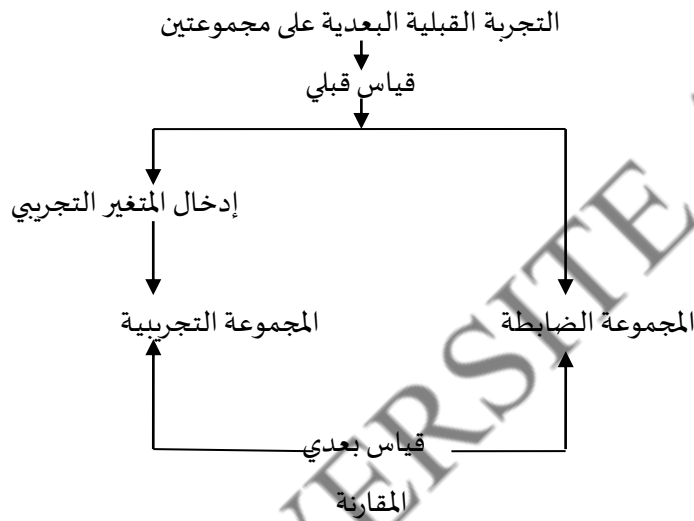 التجربة القبلية البعدية على مجموعتين
قياس قبلي
إدخال المتغير التجريبي
المجموعة الضابطة
المجموعة التجريبية
قياس بعدي
المقارنة